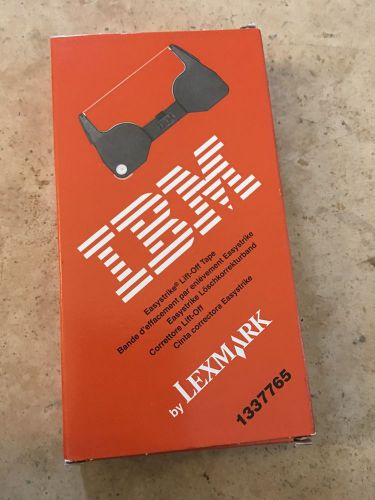 IBM
Easystrike® Lift-Off Tape
Bande d'effacement par enlèvement Easystrike
Easystrike Löschkorrekturband
Correttore Lift-Off
Cinta correctora Easystrike
by LEXMARK
1337765